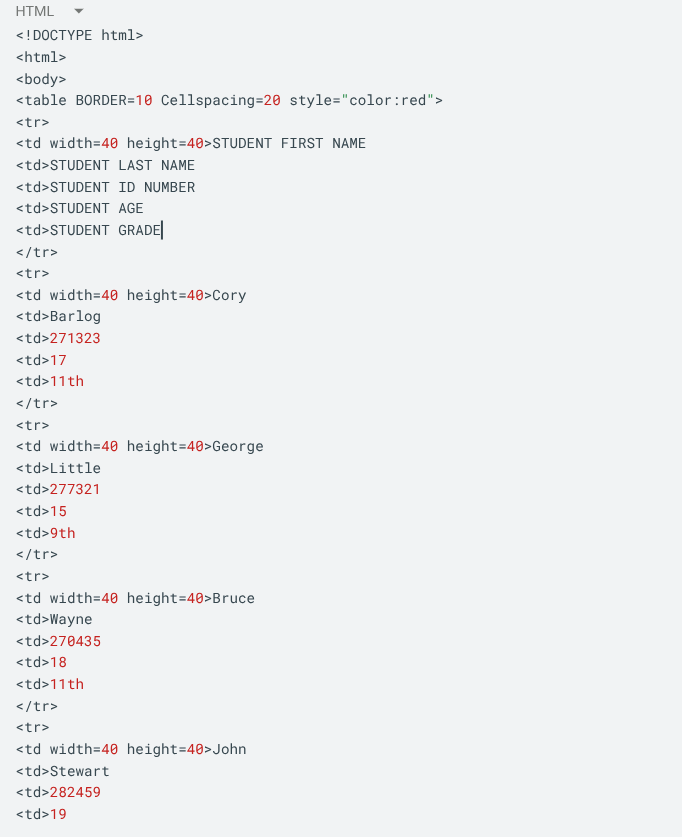 HTML
<!DOCTYPE html>
<html>
<body>
<table BORDER=10 Cellspacing=20 style="color:red">
<tr>
<td width=40 height=40>STUDENT FIRST NAME
<td>STUDENT LAST NAME
<td>STUDENT ID NUMBER
<td>STUDENT AGE
<td>STUDENT GRADE
</tr>
<tr>
<td width=40 height=40>Cory
<td>Barlog
<td>271323
<td>17
<td>11th
</tr>
<tr>
<td width=40 height=40>George
<td>Little
<td>277321
<td>15
<td>9th
</tr>
<tr>
<td width=40 height=40>Bruce
<td>Wayne
<td>270435
<td>18
<td>11th
</tr>
<tr>
<td width=40 height=40>John
<td>Stewart
<td>282459
<td>19